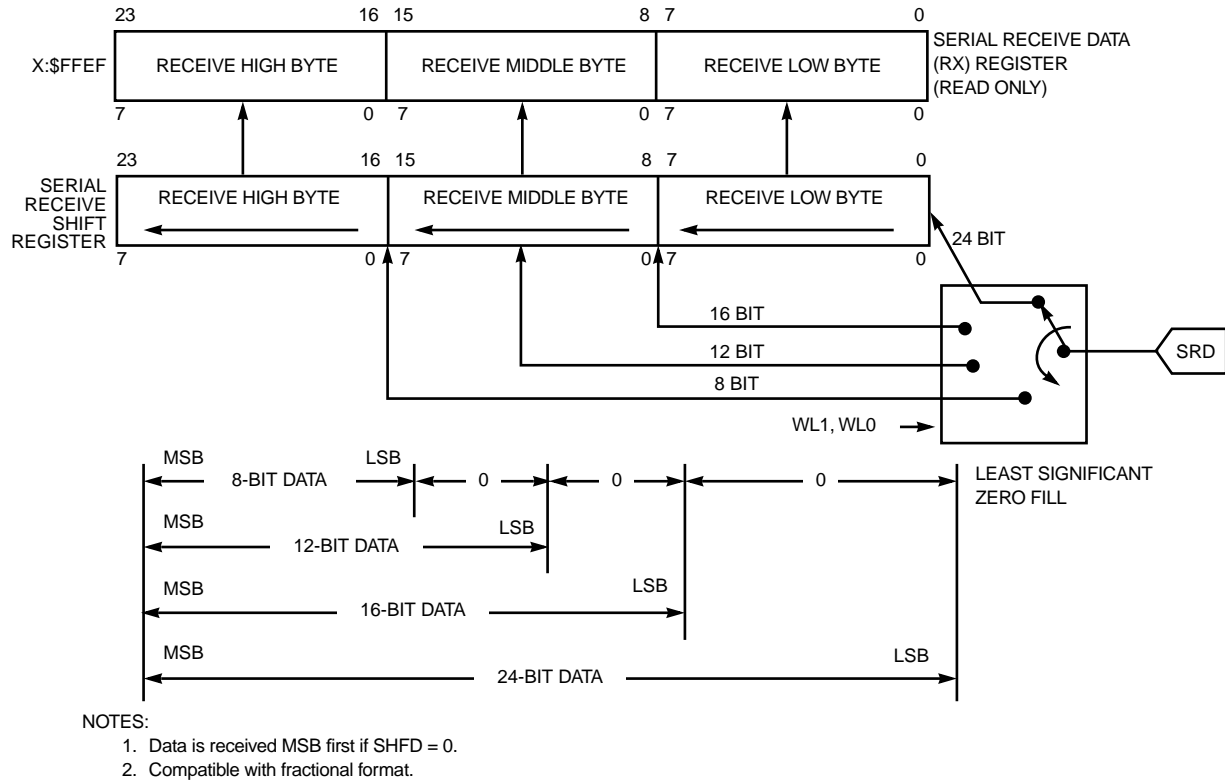 23 16 15 8 7 0
X:$FFEF RECEIVE HIGH BYTE RECEIVE MIDDLE BYTE RECEIVE LOW BYTE
SERIAL RECEIVE DATA
(RX) REGISTER
(READ ONLY)
7 0 7 0 7 0
23 16 15 8 7 0
SERIAL
RECEIVE
SHIFT
REGISTER
RECEIVE HIGH BYTE RECEIVE MIDDLE BYTE RECEIVE LOW BYTE
7 0 7 0 7 0
24 BIT
16 BIT
12 BIT
8 BIT
SRD
WL1, WL0
MSB LSB
8-BIT DATA 0 0 0
LEAST SIGNIFICANT
ZERO FILL
MSB LSB
12-BIT DATA
MSB LSB
16-BIT DATA
MSB LSB
24-BIT DATA
NOTES:
1. Data is received MSB first if SHFD = 0.
2. Compatible with fractional format.